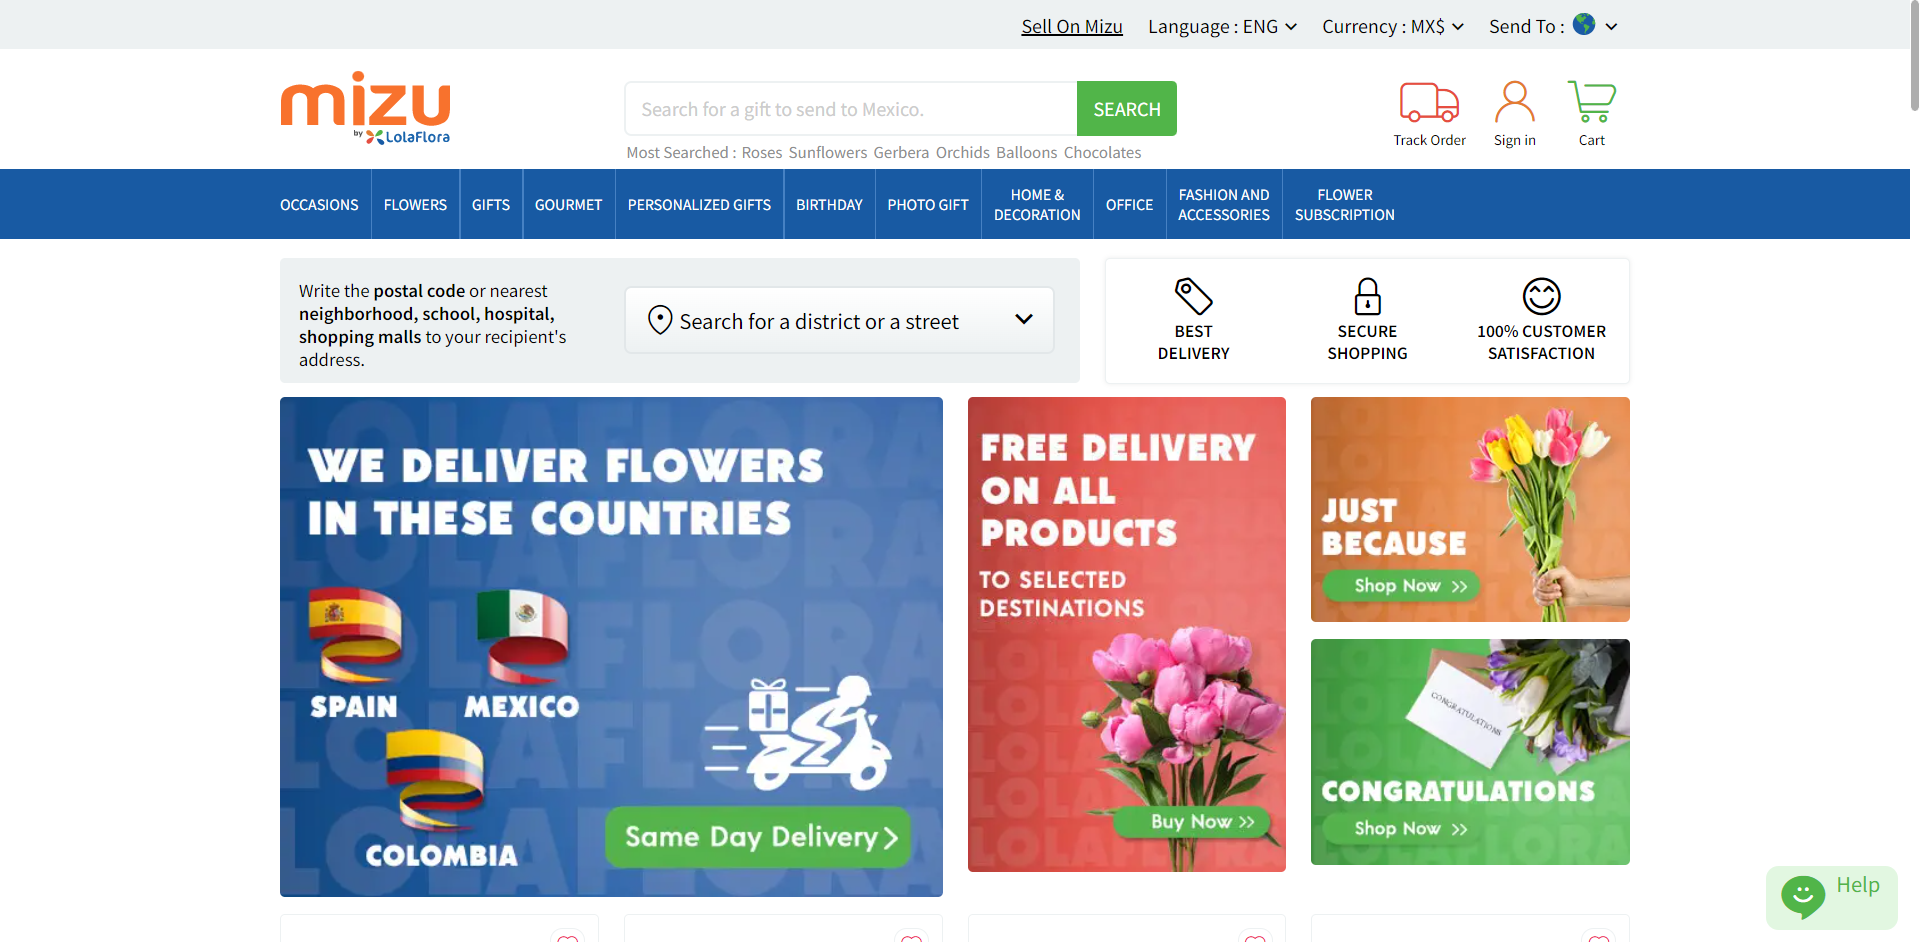 Sell On Mizu Language : ENG Currency : MX$ Send To :
mizu
by LolaFlora
Search for a gift to send to Mexico. SEARCH
Most Searched : Roses Sunflowers Gerbera Orchids Balloons Chocolates
Track Order Sign in Cart
OCCASIONS FLOWERS GIFTS GOURMET PERSONALIZED GIFTS BIRTHDAY PHOTO GIFT HOME & DECORATION OFFICE FASHION AND ACCESSORIES FLOWER SUBSCRIPTION
Write the postal code or nearest
neighborhood, school, hospital,
shopping malls to your recipient's
address.
Search for a district or a street
BEST
DELIVERY
SECURE
SHOPPING
100% CUSTOMER
SATISFACTION
WE DELIVER FLOWERS
IN THESE COUNTRIES
SPAIN MEXICO
COLOMBIA
Same Day Delivery
FREE DELIVERY
ON ALL
PRODUCTS
TO SELECTED
DESTINATIONS
Buy Now >>
JUST
BECAUSE
Shop Now >>
CONGRATULATIONS
CONGRATULATIONS
Shop Now >>
Help